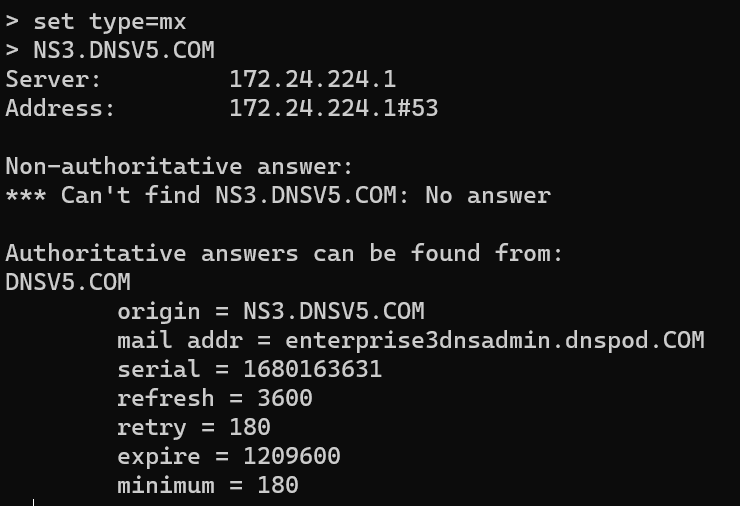 > set type=mx
> NS3.DNSV5.COM
Server:         172.24.224.1
Address:        172.24.224.1#53

Non-authoritative answer:
*** Can't find NS3.DNSV5.COM: No answer

Authoritative answers can be found from:
DNSV5.COM
        origin = NS3.DNSV5.COM
        mail addr = enterprise3dnsadmin.dnspod.COM
        serial = 1680163631
        refresh = 3600
        retry = 180
        expire = 1209600
        minimum = 180